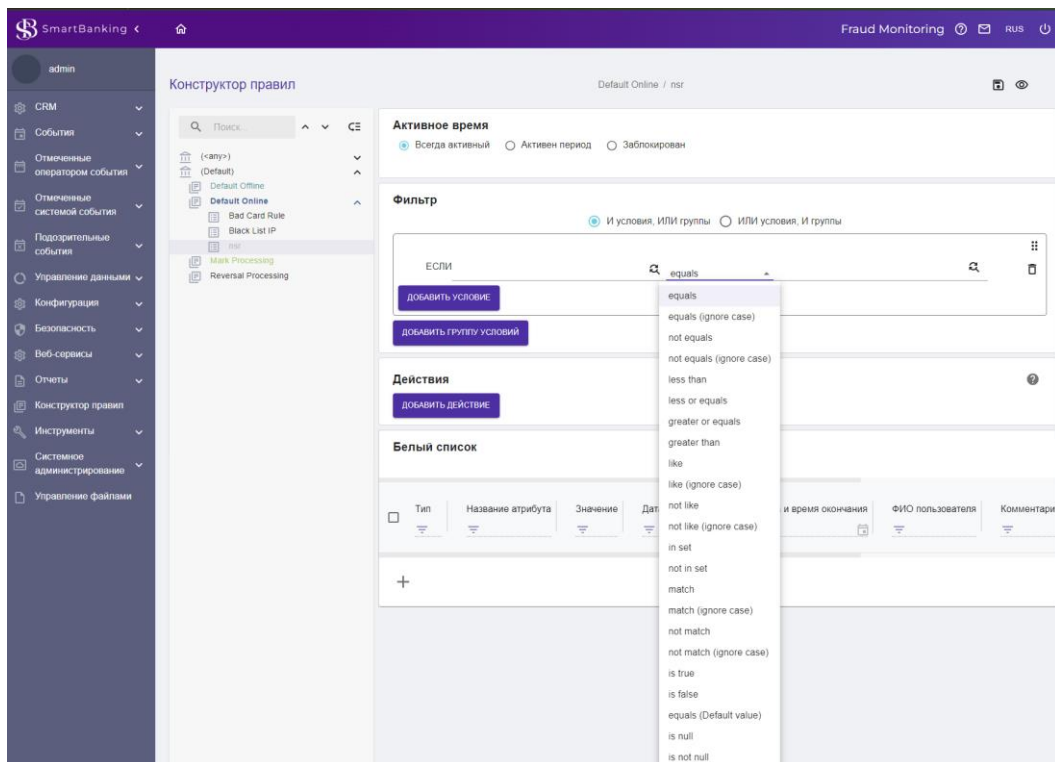 SmartBanking
Fraud Monitoring
RUS
admin
CRM
События
Отмеченные
оператором события
Отмеченные
системой события
Подозрительные
события
Управление данными
Конфигурация
Безопасность
Веб-сервисы
Отчеты
Конструктор правил
Инструменты
Системное
администрирование
Управление файлами
Конструктор правил
Default Online / nsr
Поиск...
(<any>)
(Default)
Default Offline
Default Online
Bad Card Rule
Black List IP
nsr
Mark Processing
Reversal Processing
Активное время
Всегда активный Активен период Заблокирован
Фильтр
И условия, ИЛИ группы ИЛИ условия, И группы
ЕСЛИ
equals
ДОБАВИТЬ УСЛОВИЕ
ДОБАВИТЬ ГРУППУ УСЛОВИЙ
Действия
ДОБАВИТЬ ДЕЙСТВИЕ
Белый список
Тип Название атрибута Значение Дат и время окончания ФИО пользователя Комментари
equals
equals (ignore case)
not equals
not equals (ignore case)
less than
less or equals
greater or equals
greater than
like
like (ignore case)
not like
not like (ignore case)
in set
not in set
match
match (ignore case)
not match
not match (ignore case)
is true
is false
equals (Default value)
is null
is not null